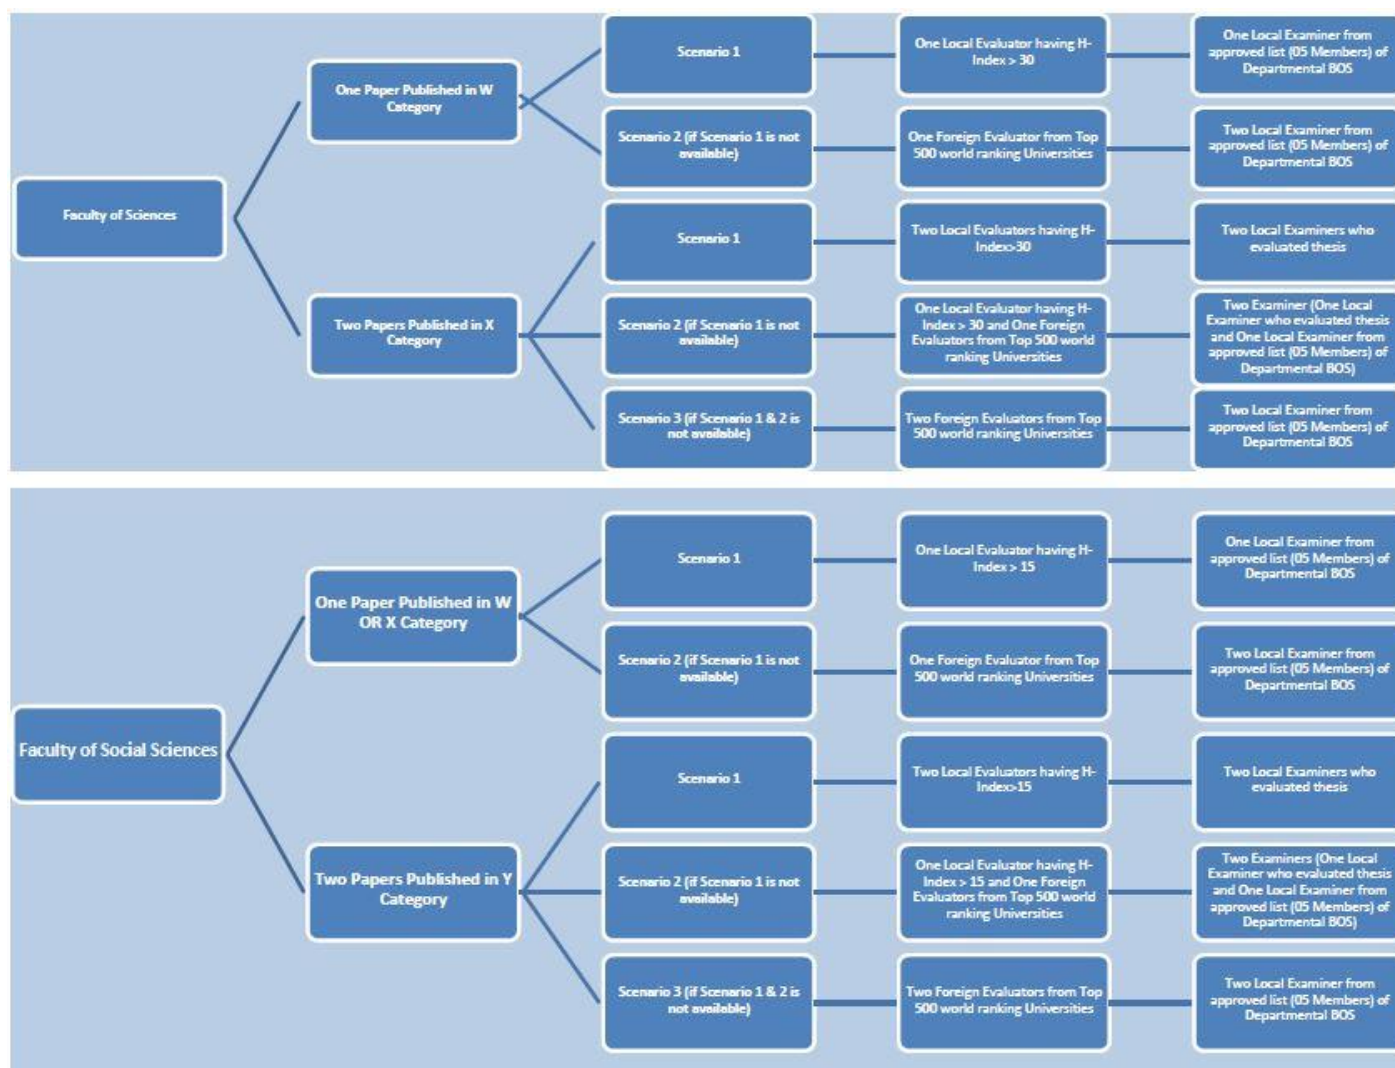 Faculty of Sciences
One Paper Published in W
Category
Scenario 1
One Local Evaluator having H-
Index > 30
One Local Examiner from
approved list (05 Members) of
Departmental BOS
Scenario 2 (if Scenario 1 is not
available)
One Foreign Evaluator from Top
500 world ranking Universities
Two Local Examiner from
approved list (05 Members) of
Departmental BOS
Two Papers Published in X
Category
Scenario 1
Two Local Evaluators having H-
Index>30
Two Local Examiners who
evaluated thesis
Scenario 2 (if Scenario 1 is not
available)
One Local Evaluator having H-
Index > 30 and One Foreign
Evaluators from Top 500 world
ranking Universities
Two Examiner (One Local
Examiner who evaluated thesis
and One Local Examiner from
approved list (05 Members) of
Departmental BOS)
Scenario 3 (if Scenario 1 & 2 is
not available)
Two Foreign Evaluators from Top
500 world ranking Universities
Two Local Examiner from
approved list (05 Members) of
Departmental BOS
Faculty of Social Sciences
One Paper Published in W
OR X Category
Scenario 1
One Local Evaluator having H-
Index > 15
One Local Examiner from
approved list (05 Members) of
Departmental BOS
Scenario 2 (if Scenario 1 is not
available)
One Foreign Evaluator from Top
500 world ranking Universities
Two Local Examiner from
approved list (05 Members) of
Departmental BOS
Two Papers Published in Y
Category
Scenario 1
Two Local Evaluators having H-
Index>15
Two Local Examiners who
evaluated thesis
Scenario 2 (if Scenario 1 is not
available)
One Local Evaluator having H-
Index > 15 and One Foreign
Evaluators from Top 500 world
ranking Universities
Two Examiners (One Local
Examiner who evaluated thesis
and One Local Examiner from
approved list (05 Members) of
Departmental BOS)
Scenario 3 (if Scenario 1 & 2 is
not available)
Two Foreign Evaluators from Top
500 world ranking Universities
Two Local Examiner from
approved list (05 Members) of
Departmental BOS